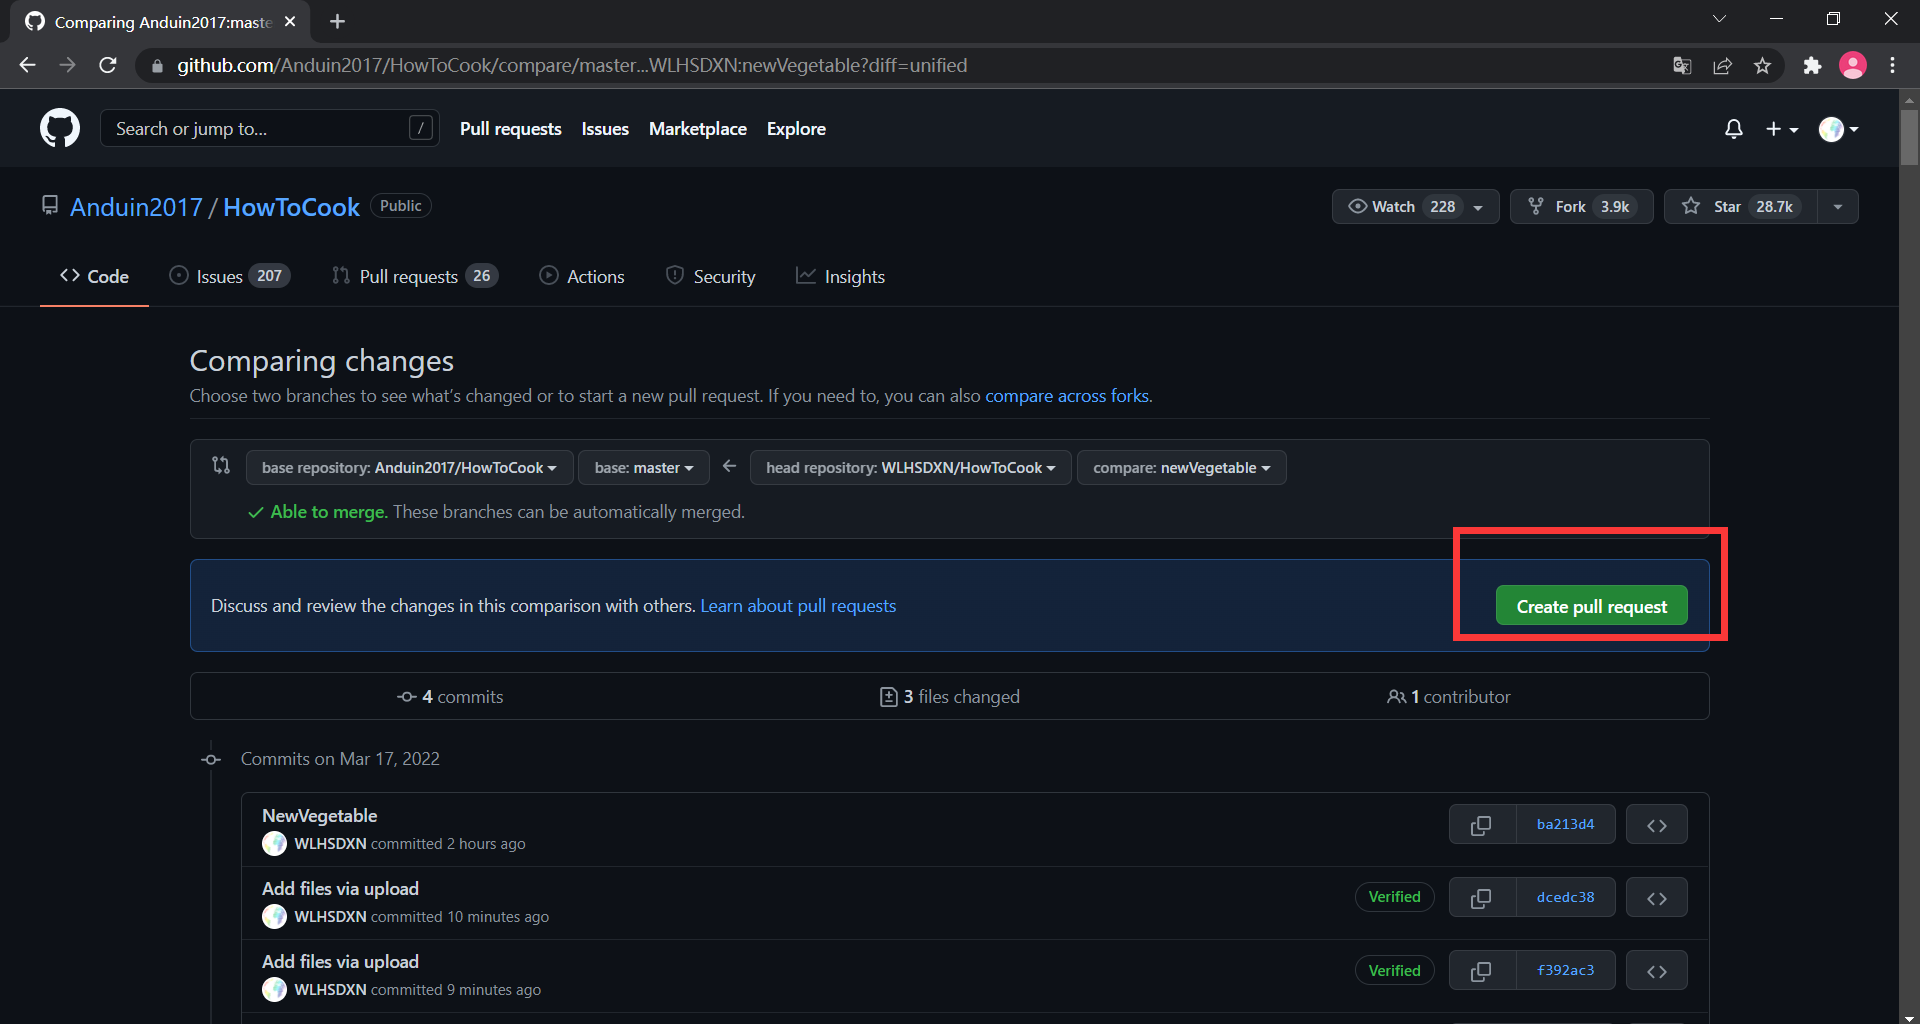 Comparing Anduin2017:maste
github.com/Anduin2017/HowToCook/compare/master...WLHSDXN:newVegetable?diff=unified
Search or jump to... /
Pull requests Issues Marketplace Explore
Anduin2017 / HowToCook Public
Watch 228 Fork 3.9k Star 28.7k
Code Issues 207 Pull requests 26 Actions Security Insights
Comparing changes
Choose two branches to see what's changed or to start a new pull request. If you need to, you can also compare across forks.
base repository: Anduin2017/HowToCook base: master head repository: WLHSDXN/HowToCook compare: newVegetable
Able to merge. These branches can be automatically merged.
Discuss and review the changes in this comparison with others. Learn about pull requests
Create pull request
4 commits 3 files changed 1 contributor
Commits on Mar 17, 2022
NewVegetable
WLHSDXN committed 2 hours ago
ba213d4
Add files via upload
WLHSDXN committed 10 minutes ago
Verified dcedc38
Add files via upload
WLHSDXN committed 9 minutes ago
Verified f392ac3